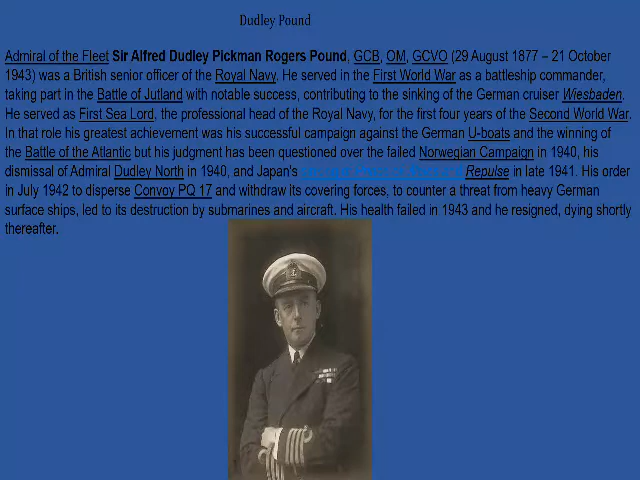 Dudley Pound
Admiral of the Fleet Sir Alfred Dudley Pickman Rogers Pound, GCB, OM, GCVO (29 August 1877 – 21 October
1943) was a British senior officer of the Royal Navy. He served in the First World War as a battleship commander,
taking part in the Battle of Jutland with notable success, contributing to the sinking of the German cruiser Wiesbaden.
He served as First Sea Lord, the professional head of the Royal Navy, for the first four years of the Second World War.
In that role his greatest achievement was his successful campaign against the German U-boats and the winning of
the Battle of the Atlantic but his judgment has been questioned over the failed Norwegian Campaign in 1940, his
dismissal of Admiral Dudley North in 1940, and Japan's Repulse in late 1941. His order
in July 1942 to disperse Convoy PQ 17 and withdraw its covering forces, to counter a threat from heavy German
surface ships, led to its destruction by submarines and aircraft. His health failed in 1943 and he resigned, dying shortly
thereafter.